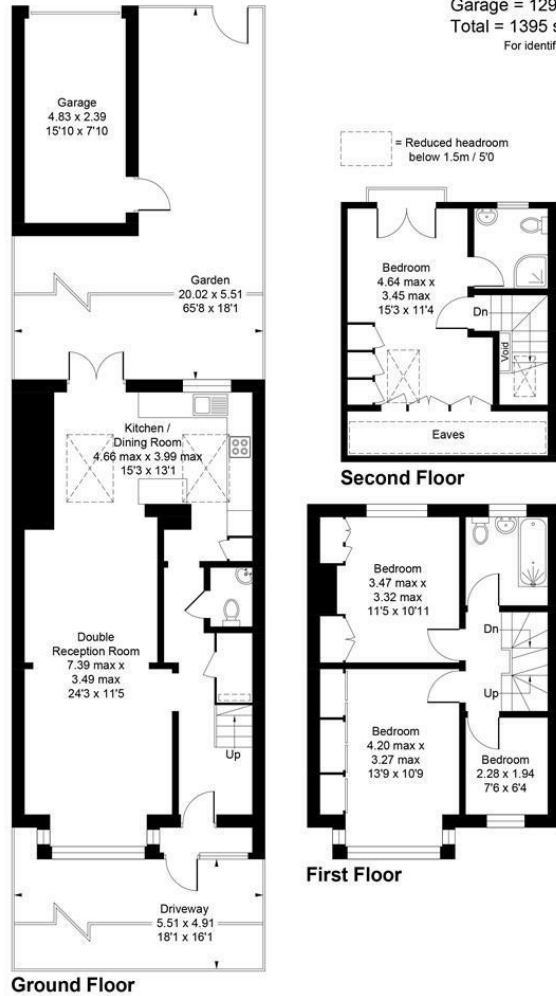 Garage = 129
Total = 1395 s
For identif
Garage
4.83 x 2.39
15'10 x 7'10
= Reduced headroom
below 1.5m / 5'0
Garden
20.02 x 5.51
65'8 x 18'1
Bedroom
4.64 max x
3.45 max
15'3 x 11'4
Dn
Void
Eaves
Second Floor
Kitchen /
Dining Room
4.66 max x 3.99 max
15'3 x 13'1
Double
Reception Room
7.39 max x
3.49 max
24'3 x 11'5
Up
Bedroom
3.47 max x
3.32 max
11'5 x 10'11
Dn
Up
Bedroom
4.20 max x
3.27 max
13'9 x 10'9
Bedroom
2.28 x 1.94
7'6 x 6'4
First Floor
Driveway
5.51 x 4.91
18'1 x 16'1
Ground Floor